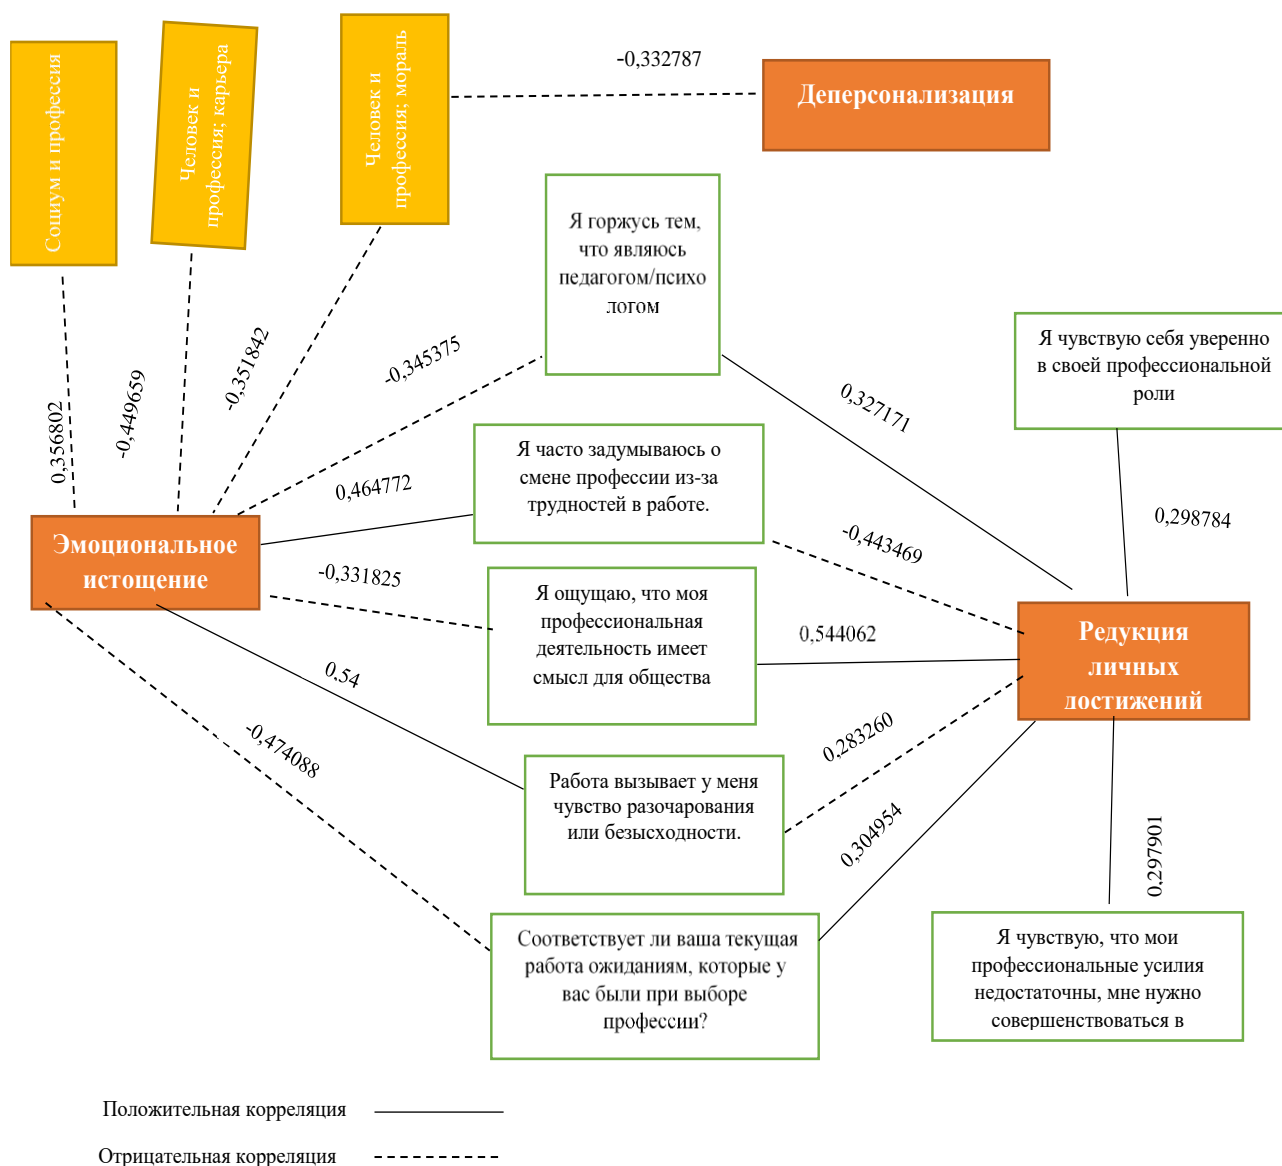 Социум и профессия
Человек и
профессия; карьера
Человек и
профессия; мораль
-0,332787
Деперсонализация
Я горжусь тем,
что являюсь
педагогом/психо
логом
Я чувствую себя уверенно
в своей профессиональной
роли
0,356802
-0,449659
-0,351842
-0,345375
0,327171
0,298784
Я часто задумываюсь о
смене профессии из-за
трудностей в работе.
0,464772
-0,443469
Эмоциональное
истощение
-0,331825
Я ощущаю, что моя
профессиональная
деятельность имеет
смысл для общества
0,544062
Редукция
личных
достижений
0.54
-0,474088
0,283260
Работа вызывает у меня
чувство разочарования
или безысходности.
0,304954
0,297901
Соответствует ли ваша текущая
работа ожиданиям, которые у
вас были при выборе
профессии?
Я чувствую, что мои
профессиональные усилия
недостаточны, мне нужно
совершенствоваться в
Положительная корреляция
Отрицательная корреляция